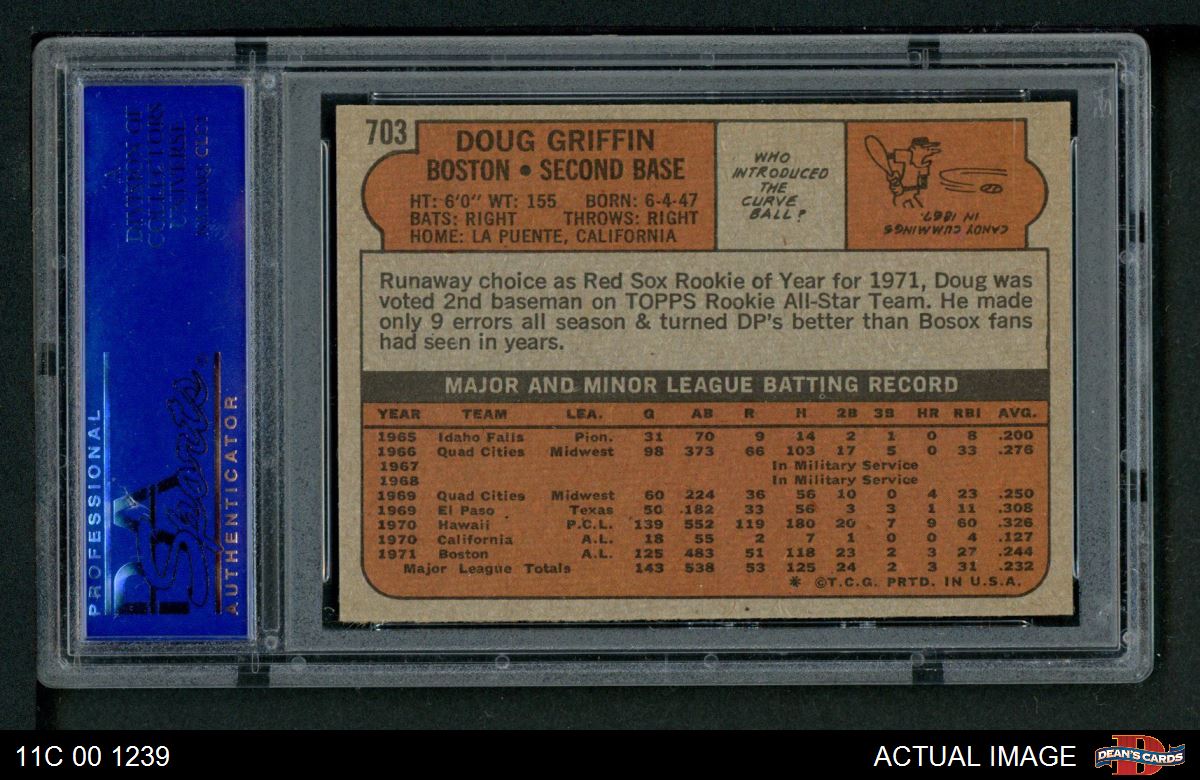 A
DIVISION OF
COLLECTORS
UNIVERSE
NASDAQ: CLCT
PROFESSIONAL
PSA
Sports
AUTHENTICATOR
703
DOUG GRIFFIN
BOSTON • SECOND BASE
HT: 6'0" WT: 155 BORN: 6-4-47
BATS: RIGHT THROWS: RIGHT
HOME: LA PUENTE, CALIFORNIA
WHO
INTRODUCED
THE
CURVE
BALL?
CANDY CUMMINGS
IN 1867.
Runaway choice as Red Sox Rookie of Year for 1971, Doug was
voted 2nd baseman on TOPPS Rookie All-Star Team. He made
only 9 errors all season & turned DP's better than Bosox fans
had seen in years.
MAJOR AND MINOR LEAGUE BATTING RECORD
YEAR TEAM LEA. G AB R H 2B 3B HR RBI AVG.
1965 Idaho Falls Pion. 31 70 9 14 2 1 0 8 .200
1966 Quad Cities Midwest 98 373 66 103 17 5 0 33 .276
1967 In Military Service
1968 In Military Service
1969 Quad Cities Midwest 60 224 36 56 10 0 4 23 .250
1969 El Paso Texas 50 182 33 56 3 3 1 11 .308
1970 Hawaii P.C.L. 139 552 119 180 20 7 9 60 .326
1970 California A.L. 18 55 2 7 1 0 0 4 .127
1971 Boston A.L. 125 483 51 118 23 2 3 27 .244
Major League Totals 143 538 53 125 24 2 3 31 .232
* ©T.C.G. PRTD. IN U.S.A.
11C 00 1239
ACTUAL IMAGE
DEAN'S CARDS